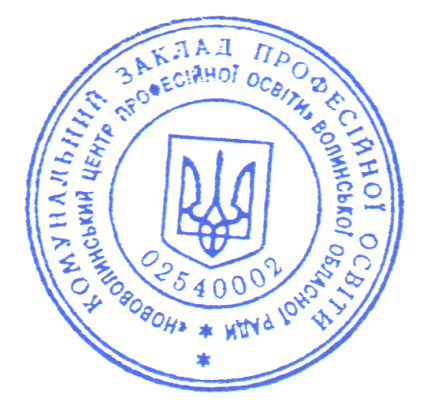 КОМУНАЛЬНИЙ ЗАКЛАД ПРОФЕСІЙНОЇ ОСВІТИ
«НОВОВОЛИНСЬКИЙ ЦЕНТР ПРОФЕСІЙНОЇ ОСВІТИ» ВОЛИНСЬКОЇ ОБЛАСНОЇ РАДИ
02540002